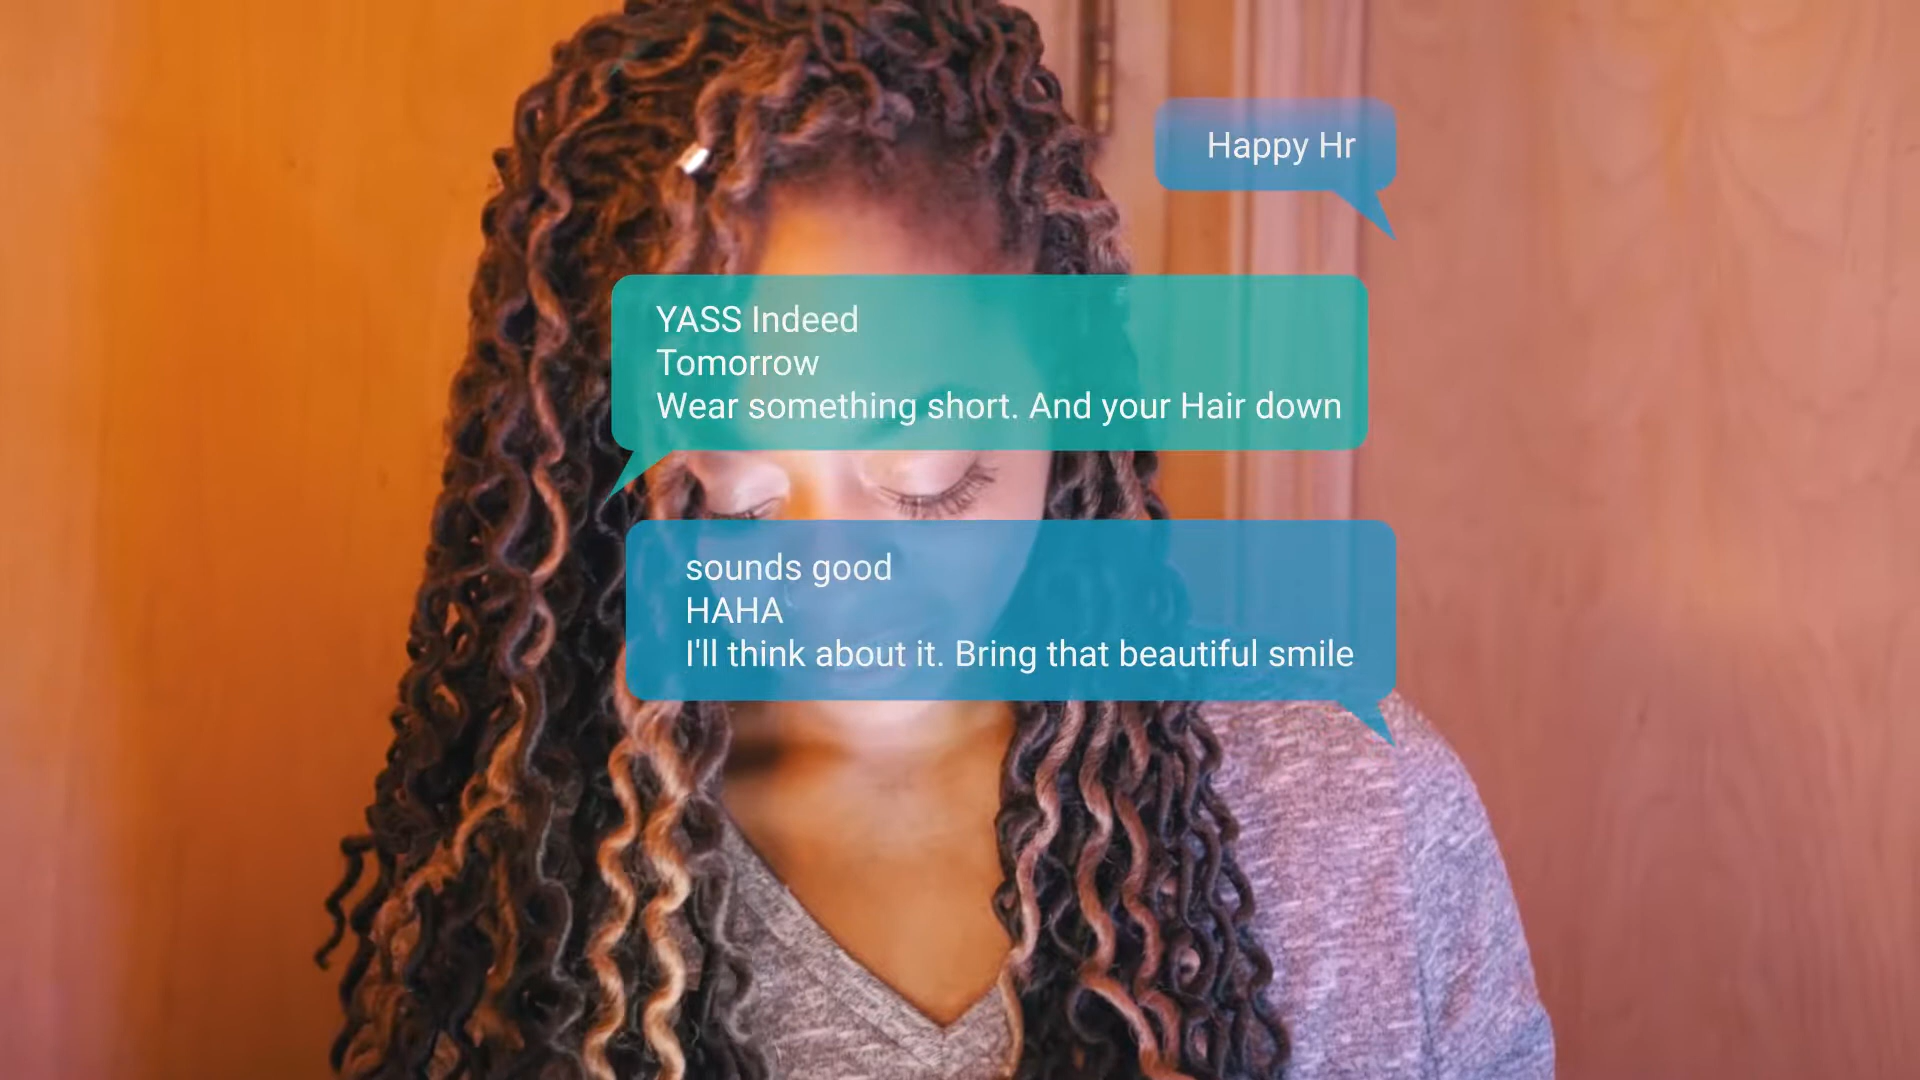 Happy Hr
YASS Indeed
Tomorrow
Wear something short. And your Hair down
sounds good
HAHA
I'll think about it. Bring that beautiful smile